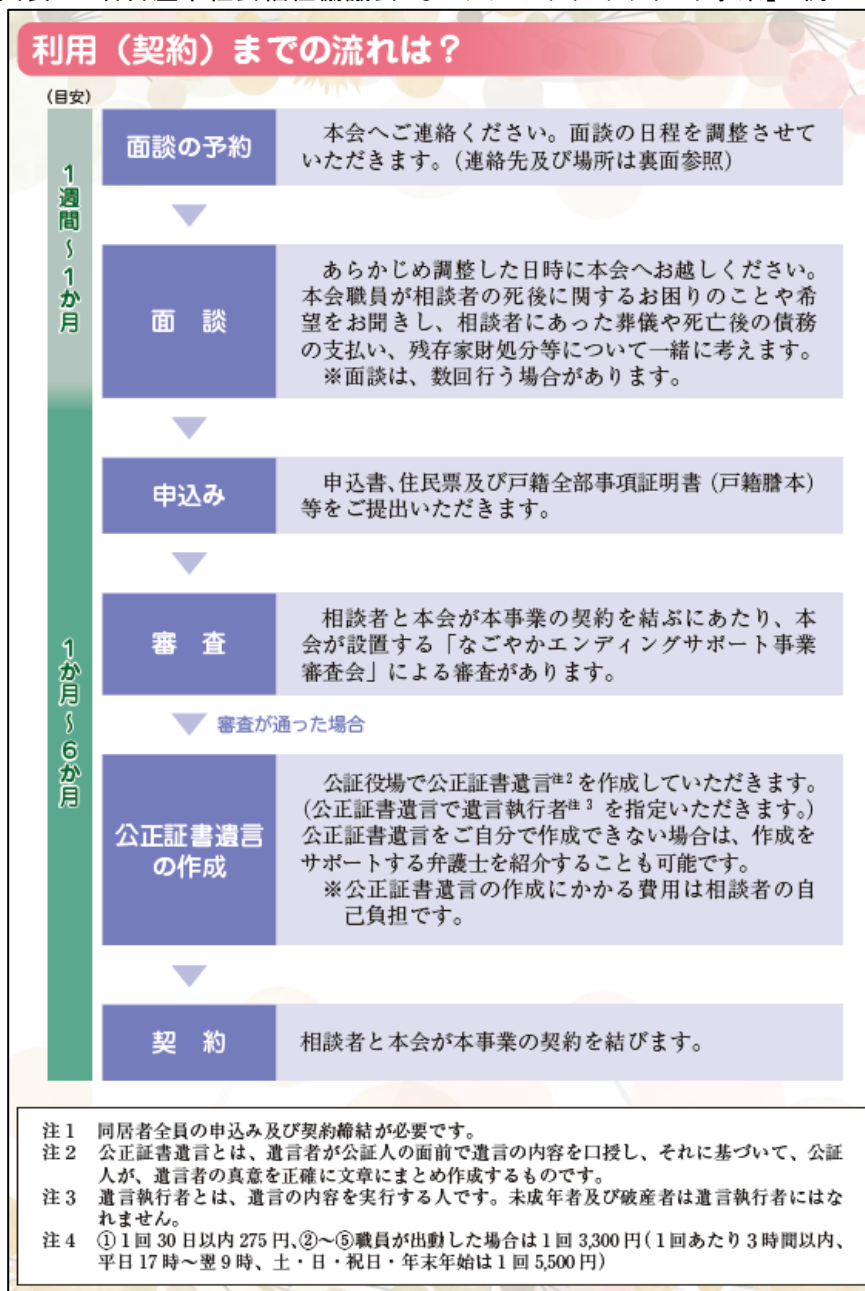 利用（契約）までの流れは？
（目安）
1週間～1か月
面談の予約
本会へご連絡ください。面談の日程を調整させて
いただきます。（連絡先及び場所は裏面参照）
面　談
あらかじめ調整した日時に本会へお越しください。
本会職員が相談者の死後に関するお困りのことや希
望をお聞きし、相談者にあった葬儀や死亡後の債務
の支払い、残存家財処分等について一緒に考えます。
※面談は、数回行う場合があります。
1か月～6か月
申込み
申込書、住民票及び戸籍全部事項証明書（戸籍謄本）
等をご提出いただきます。
審　査
相談者と本会が本事業の契約を結ぶにあたり、本
会が設置する「なごやかエンディングサポート事業
審査会」による審査があります。
審査が通った場合
公正証書遺言
の作成
公証役場で公正証書遺言注2を作成していただきます。
（公正証書遺言で遺言執行者注3 を指定いただきます。）
公正証書遺言をご自分で作成できない場合は、作成を
サポートする弁護士を紹介することも可能です。
※公正証書遺言の作成にかかる費用は相談者の自
己負担です。
契　約
相談者と本会が本事業の契約を結びます。
注1　同居者全員の申込み及び契約締結が必要です。
注2　公正証書遺言とは、遺言者が公証人の面前で遺言の内容を口授し、それに基づいて、公証
人が、遺言者の真意を正確に文章にまとめ作成するものです。
注3　遺言執行者とは、遺言の内容を実行する人です。未成年者及び破産者は遺言執行者にはな
れません。
注4　①1回30日以内275円、②～⑤職員が出動した場合は1回3,300円（1回あたり3時間以内、
平日17時～翌9時、土・日・祝日・年末年始は1回5,500円）